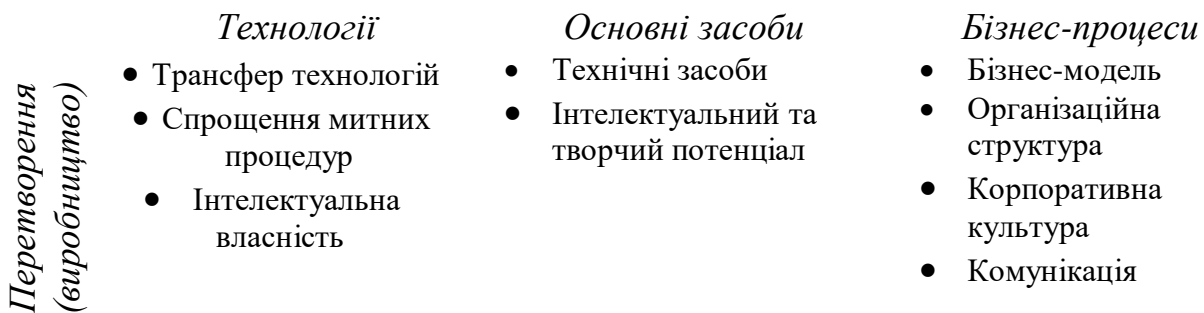 Перетворення
(виробництво)
Технології
• Трансфер технологій
• Спрощення митних
процедур
• Інтелектуальна
власність
Основні засоби
• Технічні засоби
• Інтелектуальний та
творчий потенціал
Бізнес-процеси
• Бізнес-модель
• Організаційна
структура
• Корпоративна
культура
• Комунікація